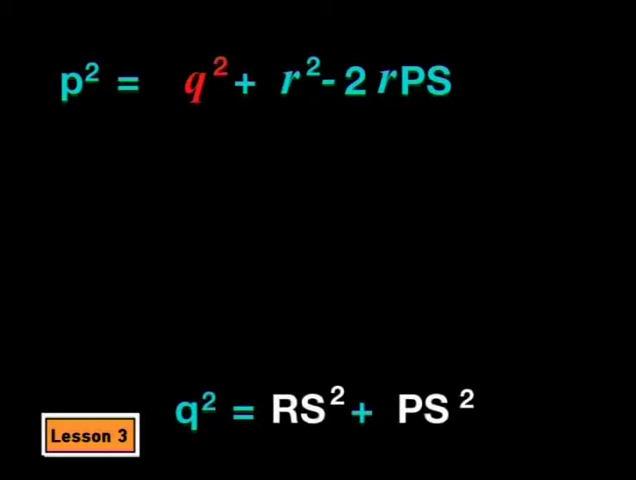 p² = q² + r² - 2 rPS
q² = RS² + PS²
Lesson 3